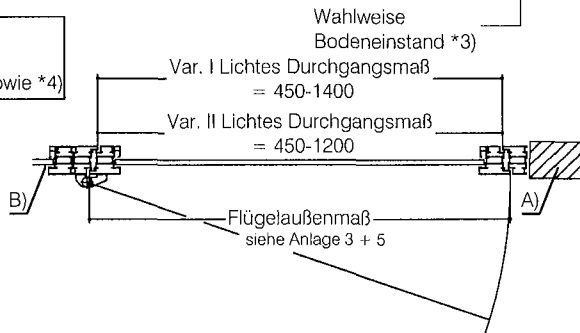 Wahlweise
Bodeneinstand *3)
owie *4)
Var. I Lichtes Durchgangsmaß
= 450-1400
Var. II Lichtes Durchgangsmaß
= 450-1200
B)
A)
Flügelaußenmaß
siehe Anlage 3 + 5